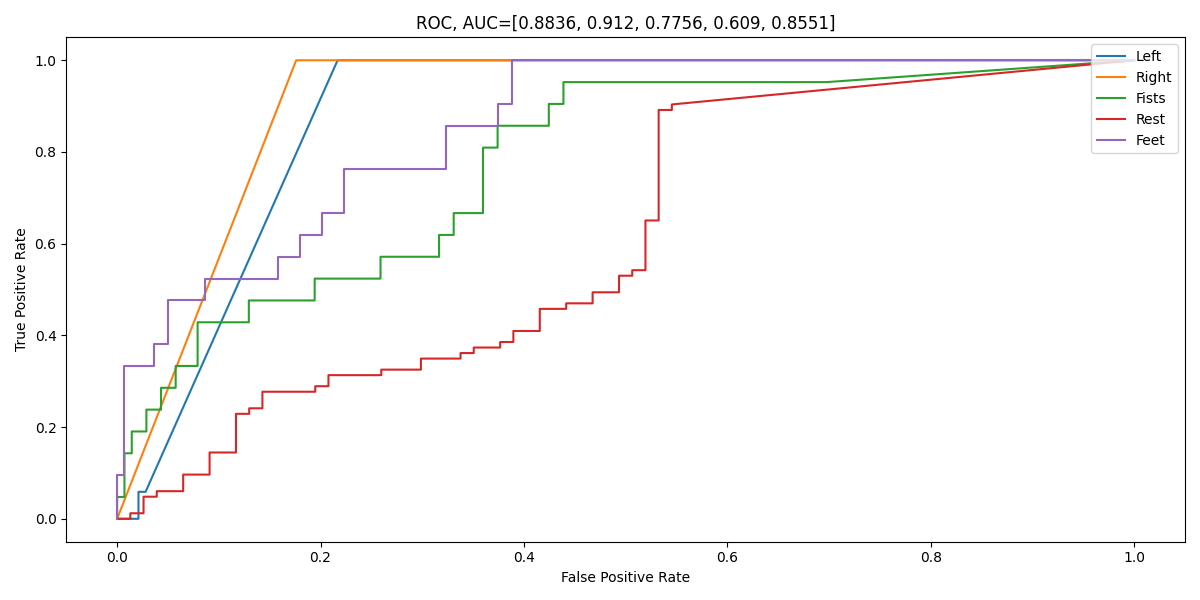 ROC, AUC=[0.8836, 0.912, 0.7756, 0.609, 0.8551]
Left
Right
Fists
Rest
Feet
True Positive Rate
1.0
0.8
0.6
0.4
0.2
0.0
0.0 0.2 0.4 0.6 0.8 1.0
False Positive Rate